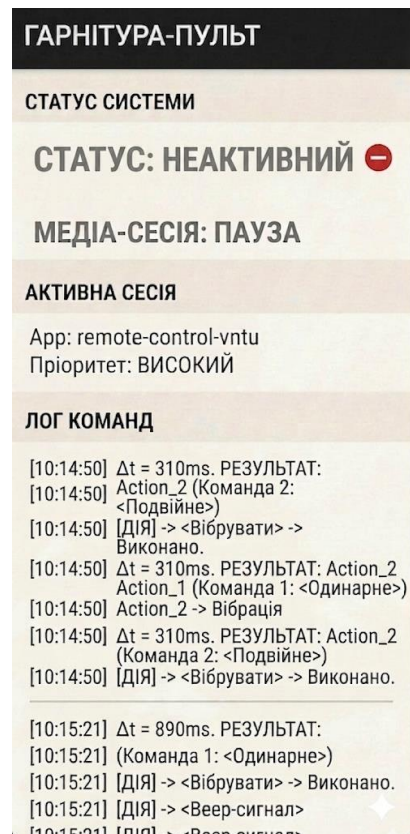 ГАРНІТУРА-ПУЛЬТ
СТАТУС СИСТЕМИ
СТАТУС: НЕАКТИВНИЙ
МЕДІА-СЕСІЯ: ПАУЗА
АКТИВНА СЕСІЯ
App: remote-control-vntu
Пріоритет: ВИСОКИЙ
ЛОГ КОМАНД
[10:14:50] Δt = 310ms. РЕЗУЛЬТАТ:
[10:14:50] Action_2 (Команда 2:
<Подвійне>)
[10:14:50] [ДІЯ] -> <Вібрувати> ->
Виконано.
[10:14:50] Δt = 310ms. РЕЗУЛЬТАТ: Action_2
Action_1 (Команда 1: <Одинарне>)
[10:14:50] Action_2 -> Вібрація
[10:14:50] Δt = 310ms. РЕЗУЛЬТАТ: Action_2
(Команда 2: <Подвійне>)
[10:14:50] [ДІЯ] -> <Вібрувати> -> Виконано.
[10:15:21] Δt = 890ms. РЕЗУЛЬТАТ:
[10:15:21] (Команда 1: <Одинарне>)
[10:15:21] [ДІЯ] -> <Вібрувати> -> Виконано.
[10:15:21] [ДІЯ] -> <Веер-сигнал>